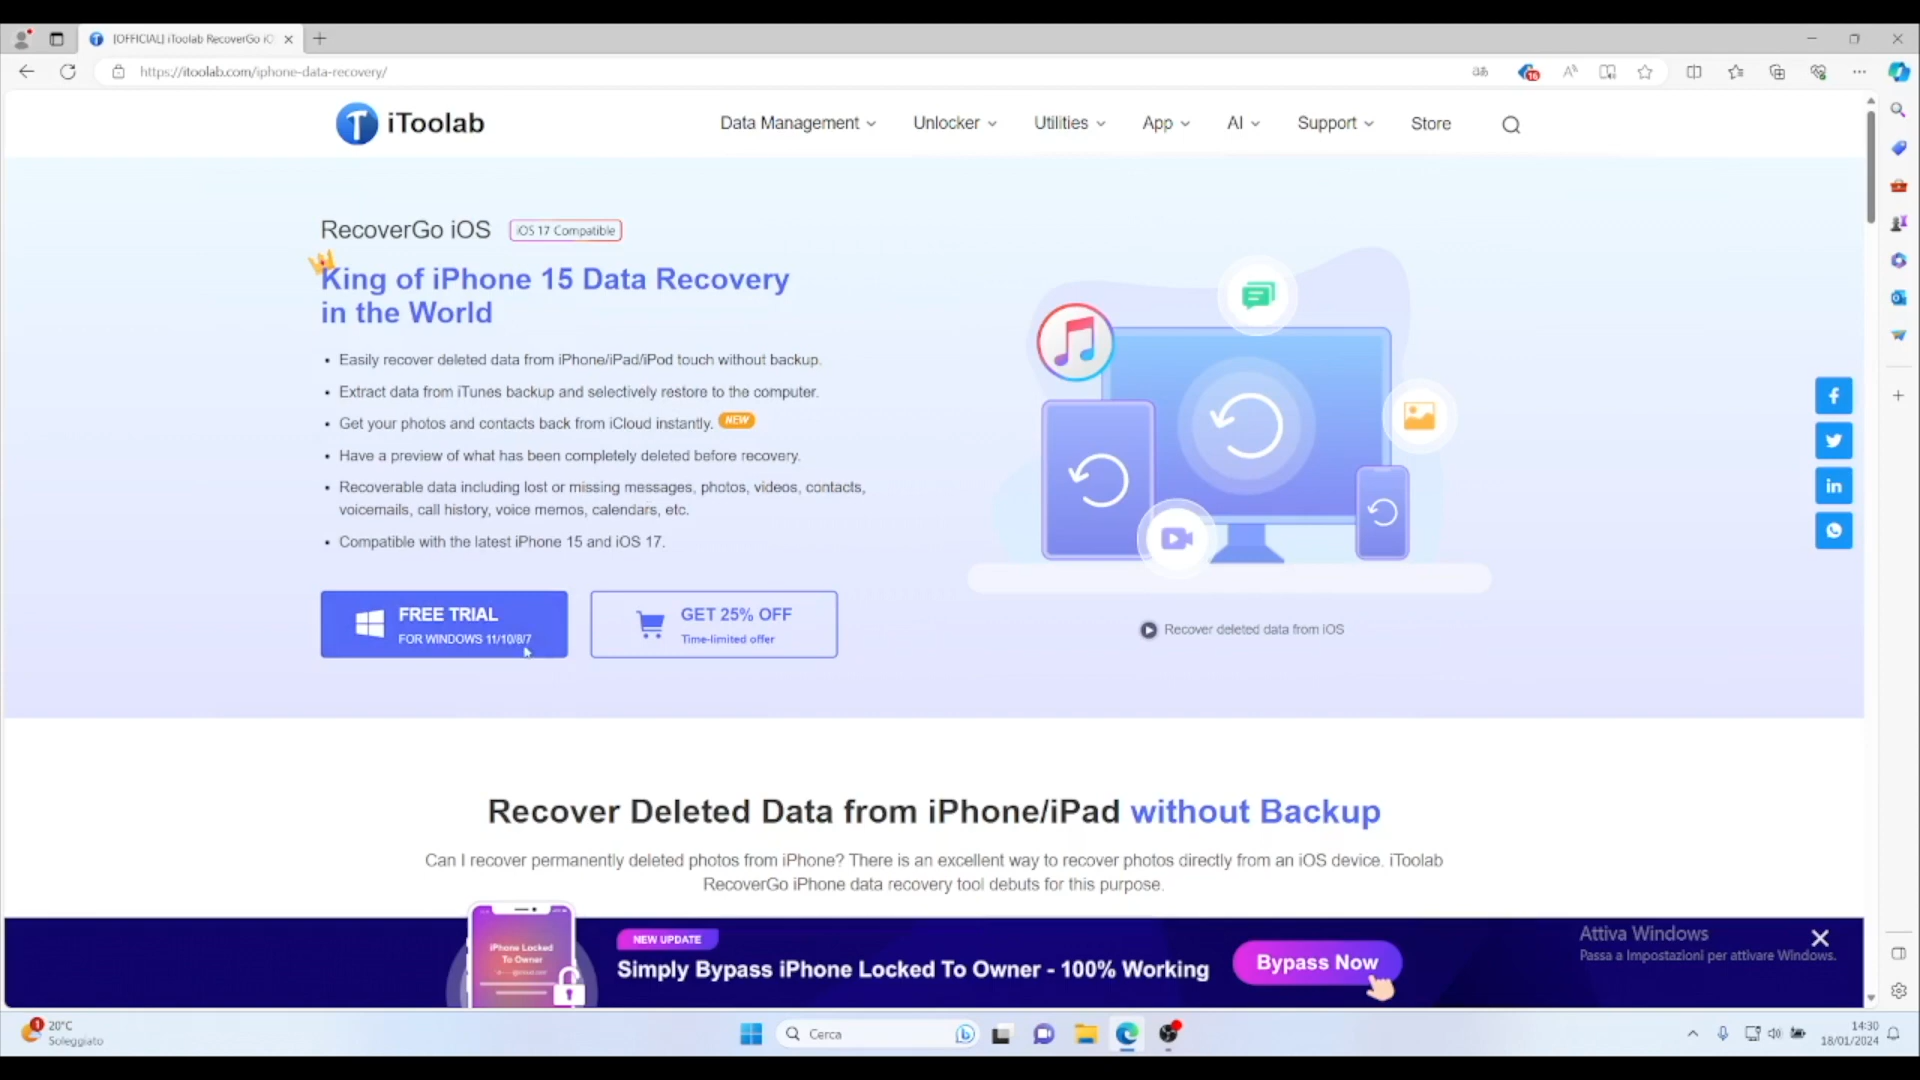 [OFFICIAL] iToolab RecoverGo iO
https://itoolab.com/iphone-data-recovery/
16
iToolab
Data Management
Unlocker
Utilities
App
AI
Support
Store
RecoverGo iOS
iOS 17 Compatible
King of iPhone 15 Data Recovery
in the World
• Easily recover deleted data from iPhone/iPad/iPod touch without backup.
• Extract data from iTunes backup and selectively restore to the computer.
• Get your photos and contacts back from iCloud instantly. NEW
• Have a preview of what has been completely deleted before recovery.
• Recoverable data including lost or missing messages, photos, videos, contacts,
voicemails, call history, voice memos, calendars, etc.
• Compatible with the latest iPhone 15 and iOS 17.
FREE TRIAL
FOR WINDOWS 11/10/8/7
GET 25% OFF
Time-limited offer
Recover deleted data from iOS
Recover Deleted Data from iPhone/iPad without Backup
Can I recover permanently deleted photos from iPhone? There is an excellent way to recover photos directly from an iOS device. iToolab
RecoverGo iPhone data recovery tool debuts for this purpose.
iPhone Locked
To Owner
NEW UPDATE
Simply Bypass iPhone Locked To Owner - 100% Working
Bypass Now
Attiva Windows
Passa a Impostazioni per attivare Windows.
1
20°C
Soleggiato
Cerca
14:30
18/01/2024